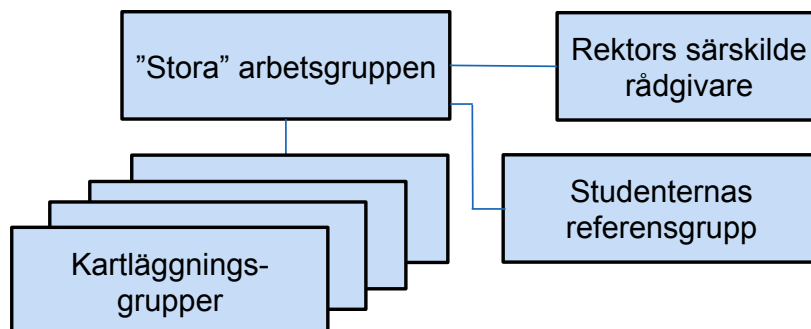 ”Stora” arbetsgruppen
Rektors särskilde
rådgivare
Studenternas
referensgrupp
Kartläggnings-
grupper